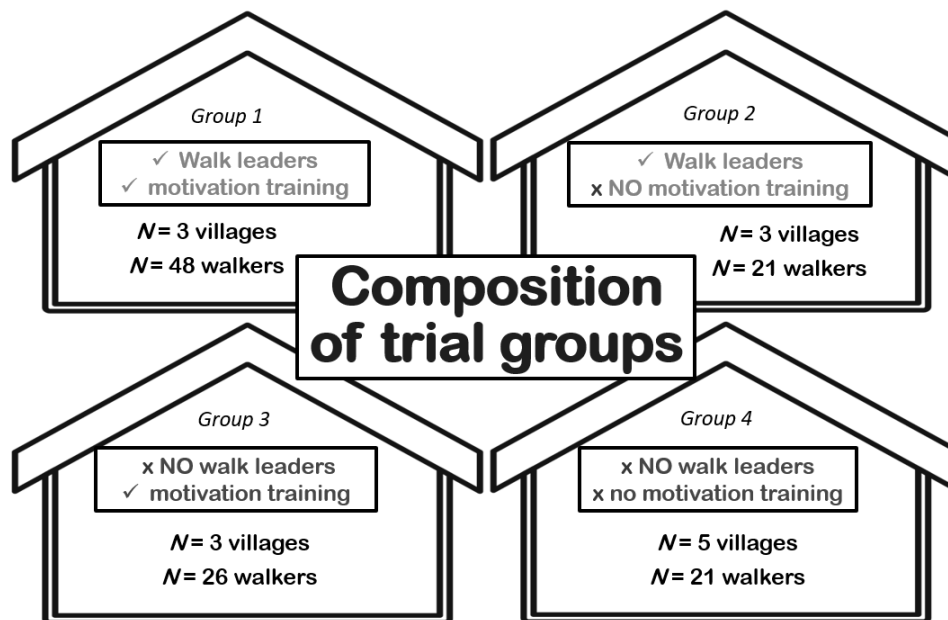 Group 1
✓ Walk leaders
✓ motivation training
N = 3 villages
N = 48 walkers
Group 2
✓ Walk leaders
x NO motivation training
N = 3 villages
N = 21 walkers
Composition
of trial groups
Group 3
x NO walk leaders
✓ motivation training
N = 3 villages
N = 26 walkers
Group 4
x NO walk leaders
x no motivation training
N = 5 villages
N = 21 walkers